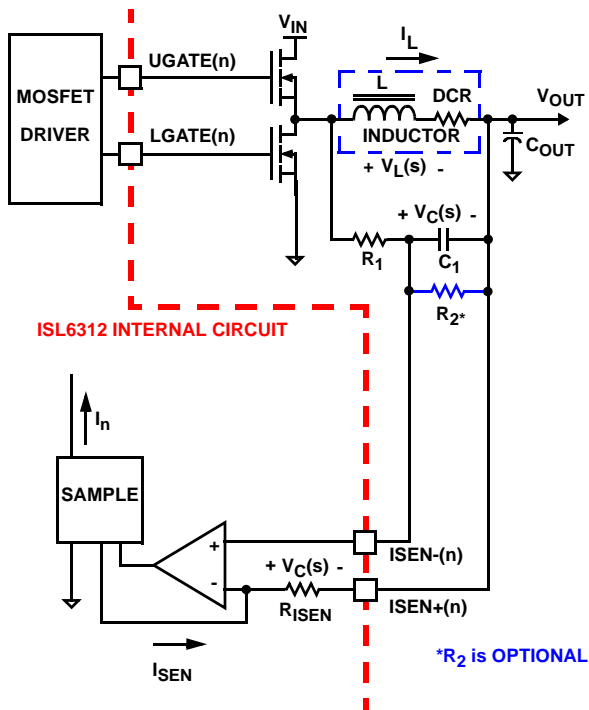 V_IN
I_L
MOSFET
DRIVER
UGATE(n)
LGATE(n)
L
DCR
INDUCTOR
V_OUT
C_OUT
+ V_L(s) -
+ V_C(s) -
R_1
C_1
R_2*
ISL6312 INTERNAL CIRCUIT
I_n
SAMPLE
+
-
ISEN-(n)
+ V_C(s) -
R_ISEN
ISEN+(n)
I_SEN
*R_2 is OPTIONAL